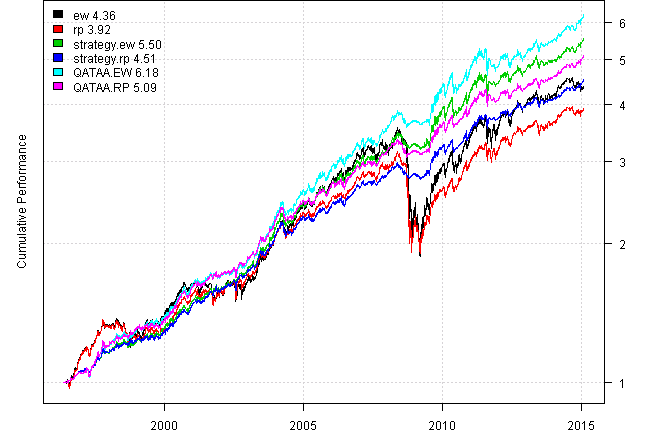 ew 4.36
rp 3.92
strategy.ew 5.50
strategy.rp 4.51
QATAA.EW 6.18
QATAA.RP 5.09
Cumulative Performance
6
5
4
3
2
1
2000 2005 2010 2015